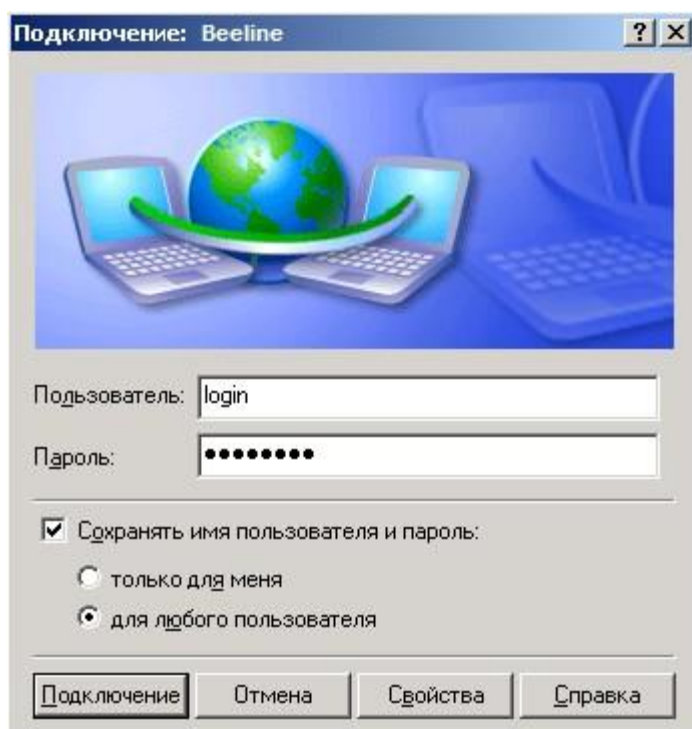 Подключение: Beeline
Пользователь: login
Пароль: ●●●●●●●●
Сохранять имя пользователя и пароль:
только для меня
для любого пользователя
Подключение Отмена Свойства Справка